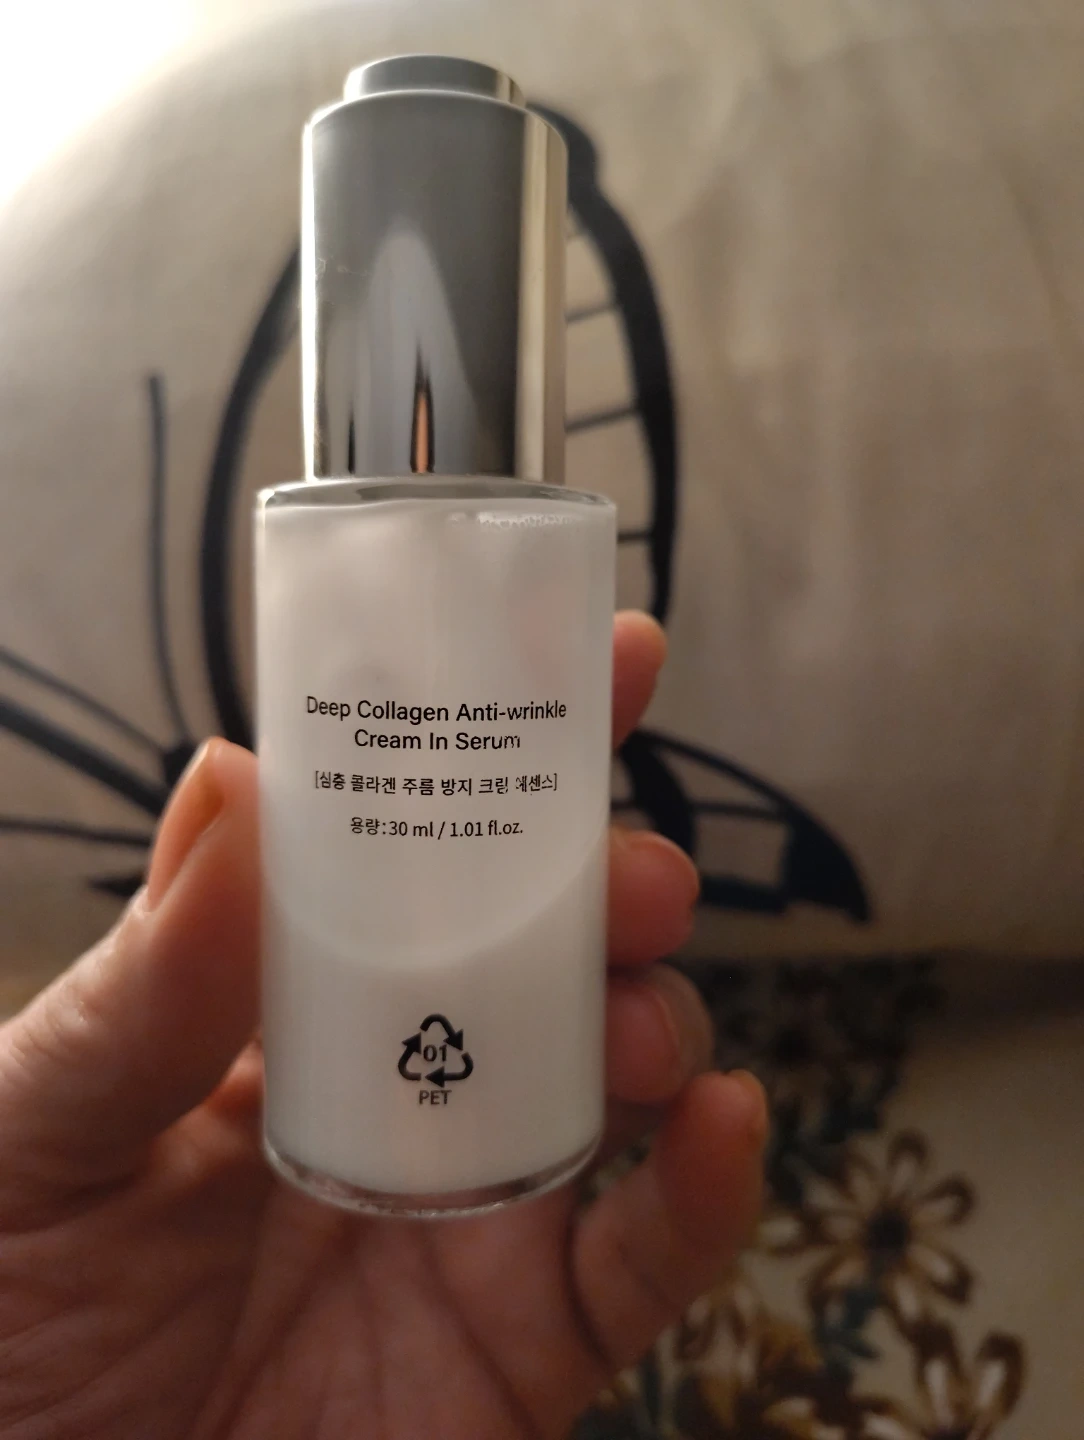 Deep Collagen Anti-wrinkle
Cream In Serum
[심층 콜라겐 주름 방지 크림 에센스]
용량:30 ml / 1.01 fl.oz.
01
PET